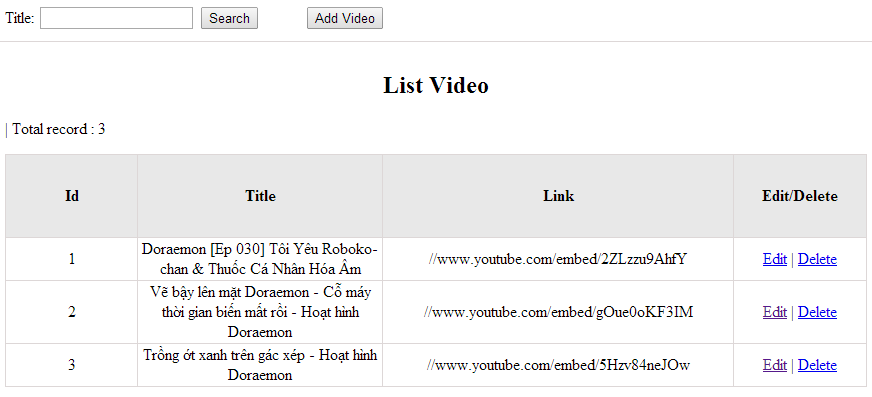 Title: Search Add Video
List Video
| Total record : 3
Id Title Link Edit/Delete
1 Doraemon [Ep 030] Tôi Yêu Roboko-
chan & Thuốc Cá Nhân Hóa Âm //www.youtube.com/embed/2ZLzzu9AhfY Edit | Delete
Vẽ bậy lên mặt Doraemon - Cỗ máy
2 thời gian biến mất rồi - Hoạt hình //www.youtube.com/embed/gOue0oKF3IM Edit | Delete
Doraemon
3 Trồng ớt xanh trên gác xép - Hoạt hình
Doraemon //www.youtube.com/embed/5Hzv84neJOw Edit | Delete